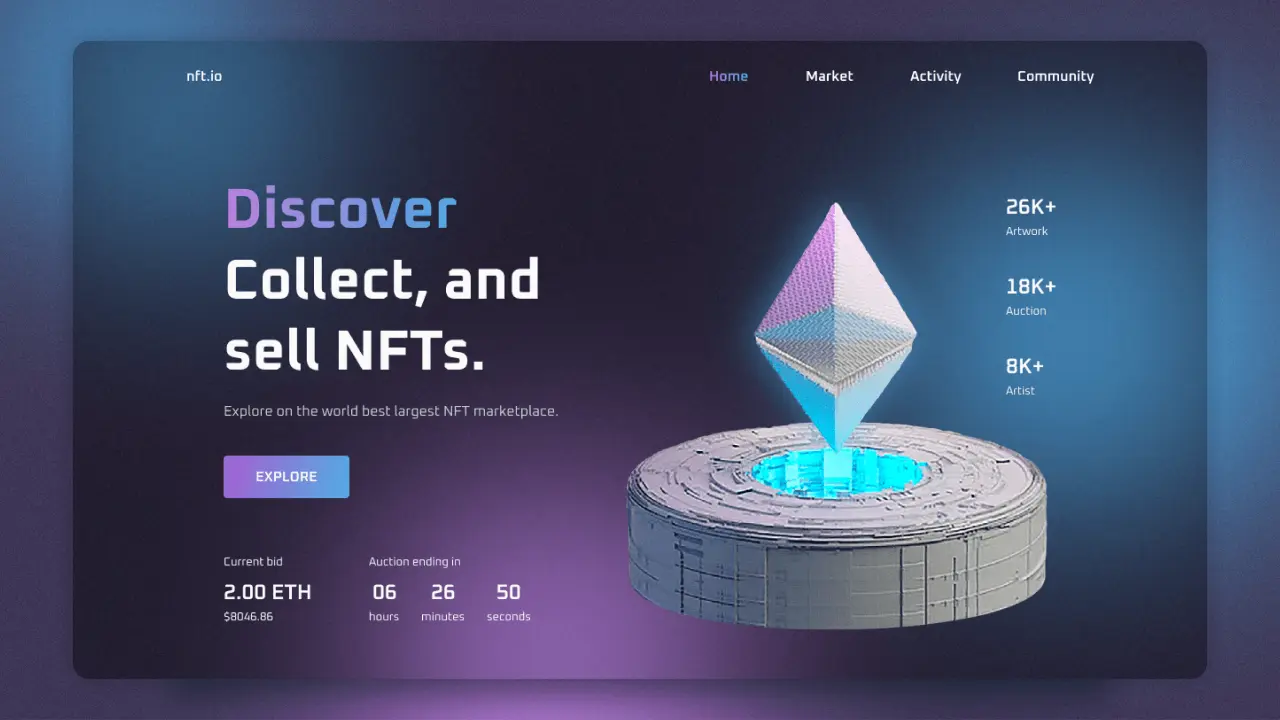 nft.io
Home
Market
Activity
Community
Discover
Collect, and
sell NFTs.
Explore on the world best largest NFT marketplace.
EXPLORE
Current bid
2.00 ETH
$8046.86
Auction ending in
06 26 50
hours minutes seconds
26K+
Artwork
18K+
Auction
8K+
Artist